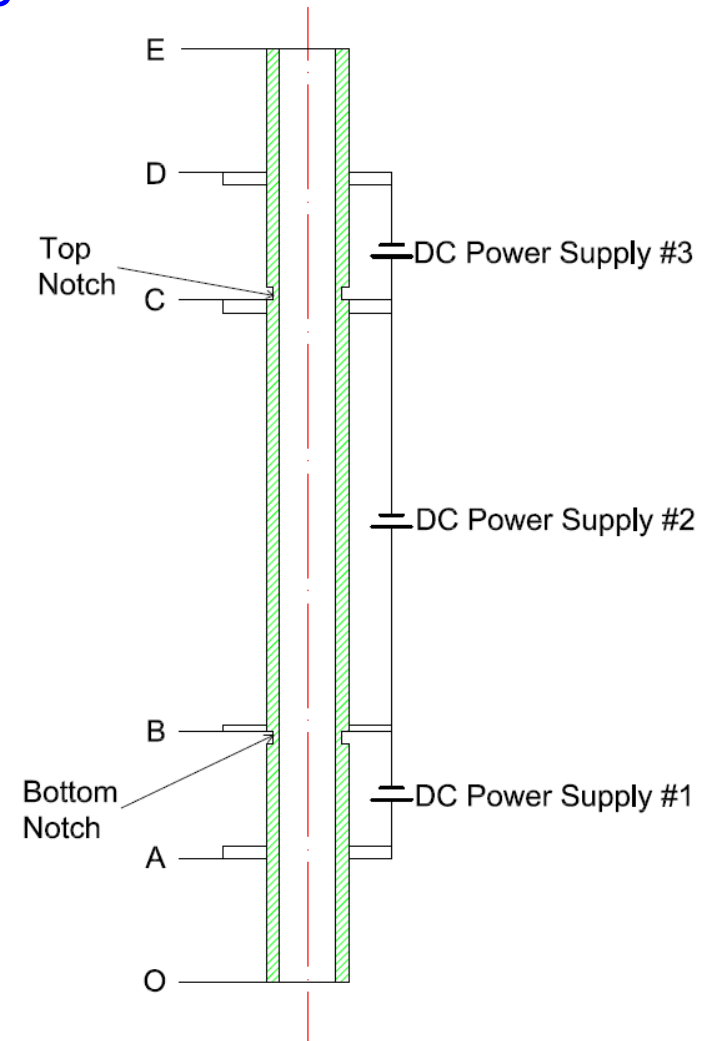 E
D
DC Power Supply #3
Top
Notch
C
DC Power Supply #2
B
DC Power Supply #1
Bottom
Notch
A
O